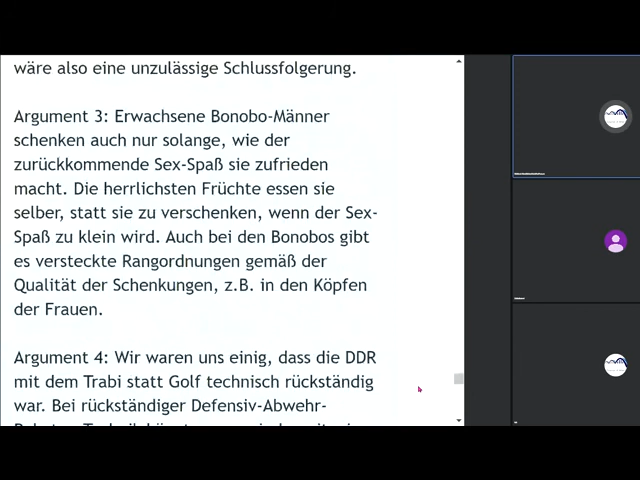 wäre also eine unzulässige Schlussfolgerung.
Argument 3: Erwachsene Bonobo-Männer
schenken auch nur solange, wie der
zurückkommende Sex-Spaß sie zufrieden
macht. Die herrlichsten Früchte essen sie
selber, statt sie zu verschenken, wenn der Sex-
Spaß zu klein wird. Auch bei den Bonobos gibt
es versteckte Rangordnungen gemäß der
Qualität der Schenkungen, z.B. in den Köpfen
der Frauen.
Argument 4: Wir waren uns einig, dass die DDR
mit dem Trabi statt Golf technisch rückständig
war. Bei rückständiger Defensiv-Abwehr-